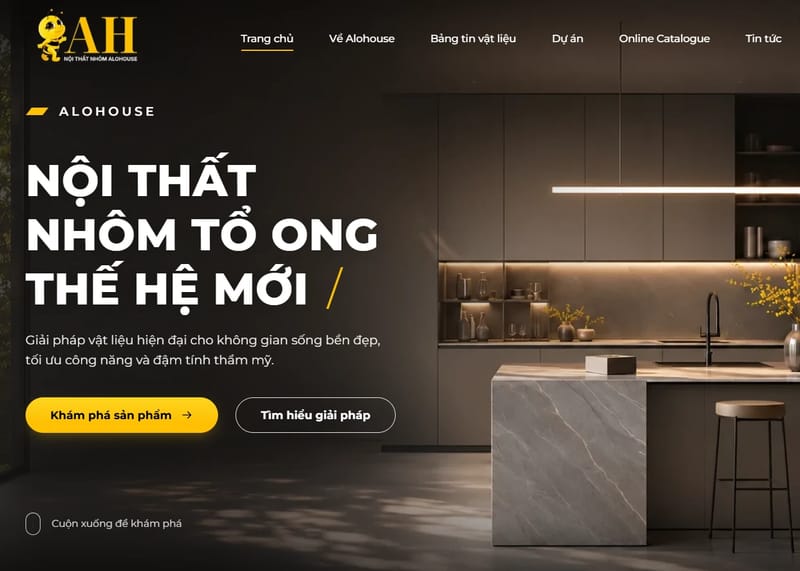 AH
NỘI THẤT NHÔM ALOHOUSE
Trang chủ
Về Alohouse
Bảng tin vật liệu
Dự án
Online Catalogue
Tin tức
ALOHOUSE
NỘI THẤT
NHÔM TỔ ONG
THẾ HỆ MỚI /
Giải pháp vật liệu hiện đại cho không gian sống bền đẹp,
tối ưu công năng và đậm tính thẩm mỹ.
Khám phá sản phẩm →
Tìm hiểu giải pháp
Cuộn xuống để khám phá